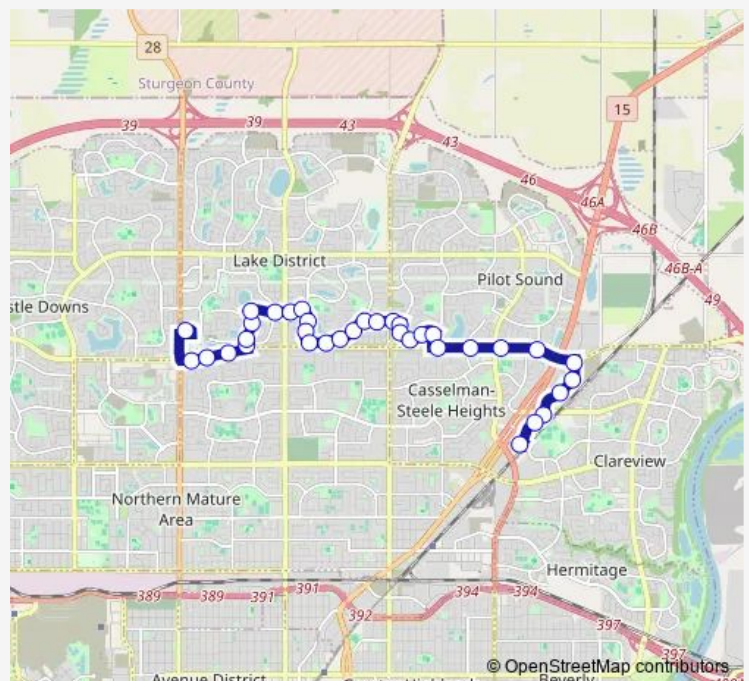 28
Sturgeon County
15
39
39
43
43
46
46A
46B
46B-A
49
Lake District
Pilot Sound
stle Downs
Casselman-
Steele Heights
Clareview
Northern Mature
Area
Hermitage
389
389
391
391
392
394
394
397
397
© OpenStreetMap contributors
Avenue District
Beverly